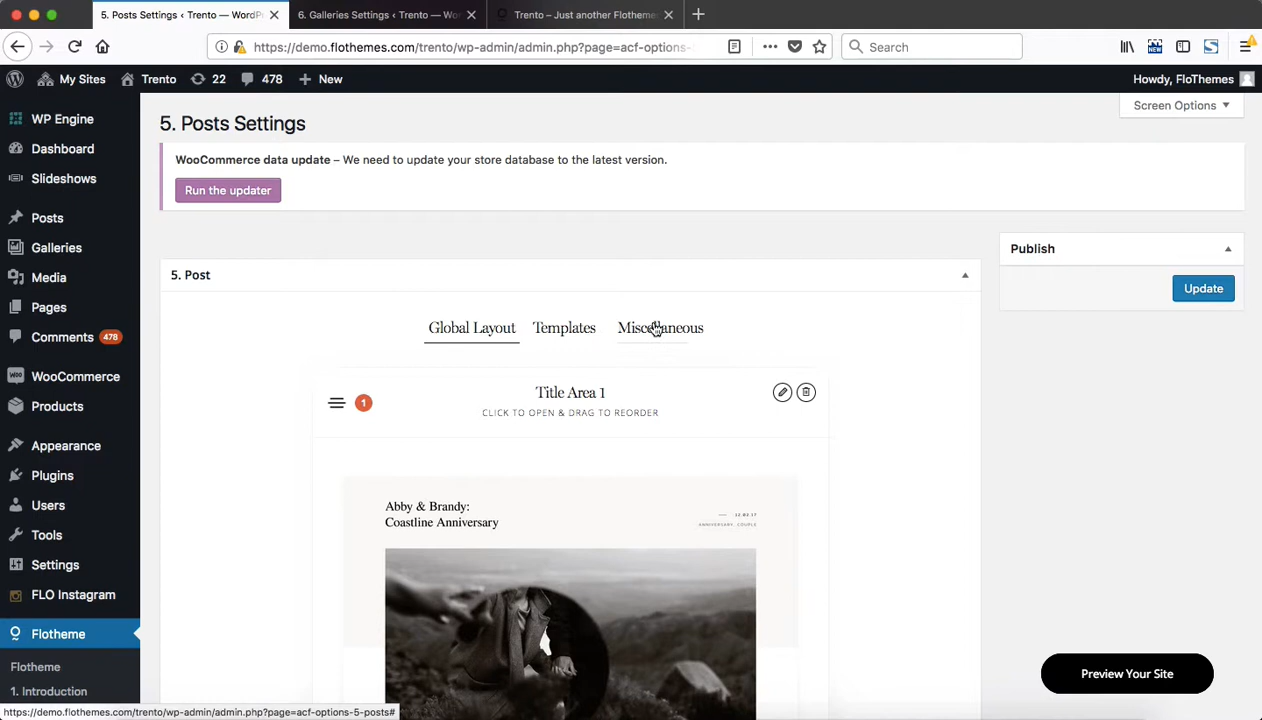 5. Posts Settings ‹ Trento — WordP
6. Galleries Settings ‹ Trento — Wor
Trento – Just another Flothemes
https://demo.flothemes.com/trento/wp-admin/admin.php?page=acf-options-
Search
NEW
My Sites
Trento
22
478
New
Howdy, FloThemes
Screen Options
WP Engine
Dashboard
Slideshows
Posts
Galleries
Media
Pages
Comments 478
WooCommerce
Products
Appearance
Plugins
Users
Tools
Settings
FLO Instagram
Flotheme
Flotheme
1. Introduction
5. Posts Settings
WooCommerce data update – We need to update your store database to the latest version.
Run the updater
5. Post
Global Layout Templates Miscellaneous
1
Title Area 1
CLICK TO OPEN & DRAG TO REORDER
Abby & Brandy:
Coastline Anniversary
ANNIVERSARY, COUPLE
Publish
Update
Preview Your Site
https://demo.flothemes.com/trento/wp-admin/admin.php?page=acf-options-5-posts#